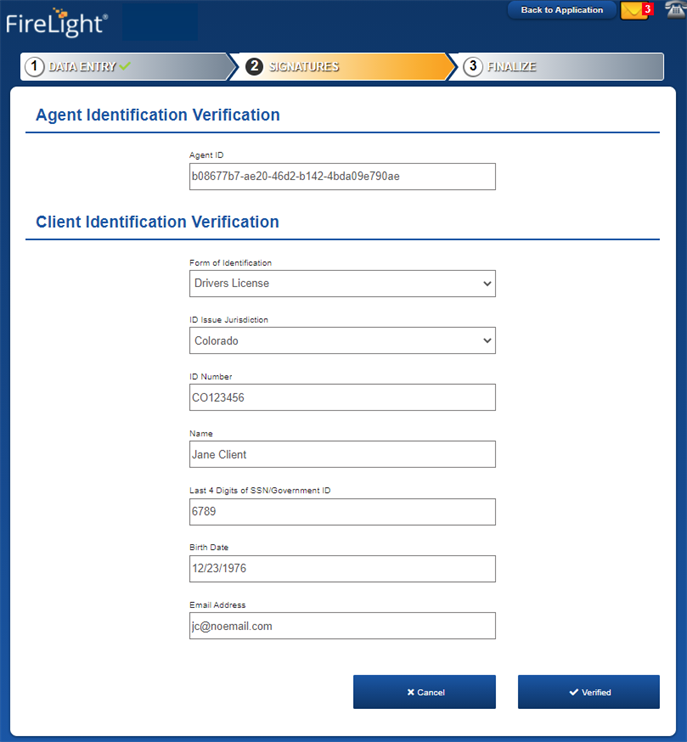 FireLight®
Back to Application
3
1 DATA ENTRY
2 SIGNATURES
3 FINALIZE
Agent Identification Verification
Agent ID
b08677b7-ae20-46d2-b142-4bda09e790ae
Client Identification Verification
Form of Identification
Drivers License
ID Issue Jurisdiction
Colorado
ID Number
CO123456
Name
Jane Client
Last 4 Digits of SSN/Government ID
6789
Birth Date
12/23/1976
Email Address
jc@noemail.com
Cancel
Verified